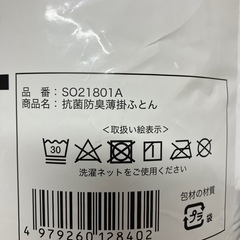 品 番：SO21801A
商品名：抗菌防臭薄掛ふとん
＜取扱い絵表示＞
30
洗濯ネットをご使用ください。
包材の材質
プラ
袋
4 979260 128402